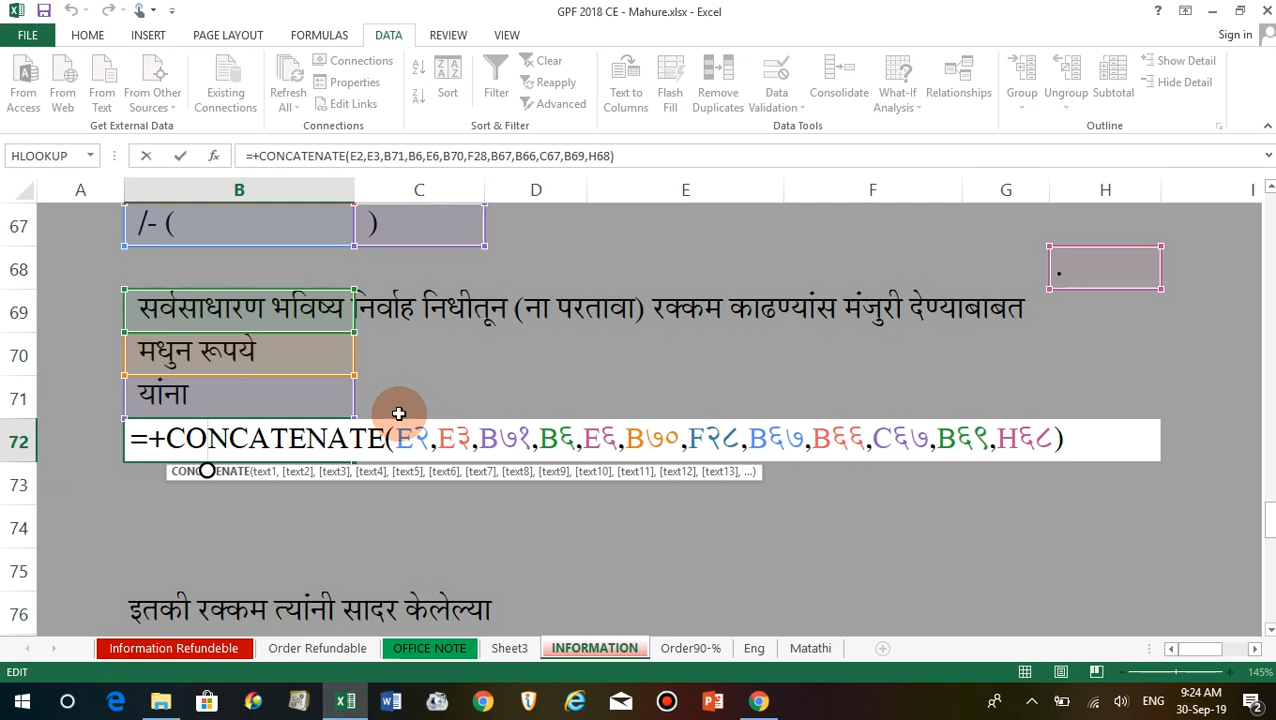 GPF 2018 CE - Mahure.xlsx - Excel
?
FILE HOME INSERT PAGE LAYOUT FORMULAS DATA REVIEW VIEW Sign in
From Access From Web From Text From Other Sources Existing Connections Refresh All Connections Properties Edit Links Sort Filter Clear Reapply Advanced Text to Columns Flash Fill Remove Duplicates Data Validation Consolidate What-If Analysis Relationships Group Ungroup Subtotal Show Detail Hide Detail
Get External Data Connections Sort & Filter Data Tools Outline
HLOOKUP fx =+CONCATENATE(E2,E3,B71,B6,E6,B70,F28,B67,B66,C67,B69,H68)
A B C D E F G H I
67 /- ( )
68 .
69 सर्वसाधारण भविष्य निर्वाह निधीतून (ना परतावा) रक्कम काढण्यांस मंजुरी देण्याबाबत
70 मधुन रूपये
71 यांना
72 =+CONCATENATE(E२,E३,B७१,B६,E६,B७०,F२८,B६७,B६६,C६७,B६९,H६८)
73 CONCATENATE(text1, [text2], [text3], [text4], [text5], [text6], [text7], [text8], [text9], [text10], [text11], [text12], [text13], ...)
74
75
76 इतकी रक्कम त्यांनी सादर केलेल्या
Information Refundeble Order Refundable OFFICE NOTE Sheet3 INFORMATION Order90-% Eng Matathi
EDIT 145%
9:24 AM
30-Sep-19
2